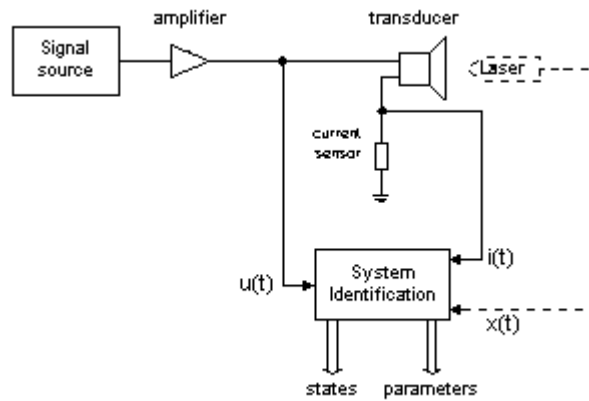 amplifier
transducer
Signal
source
Laser
current
sensor
System
Identification
i(t)
u(t)
x(t)
states
parameters